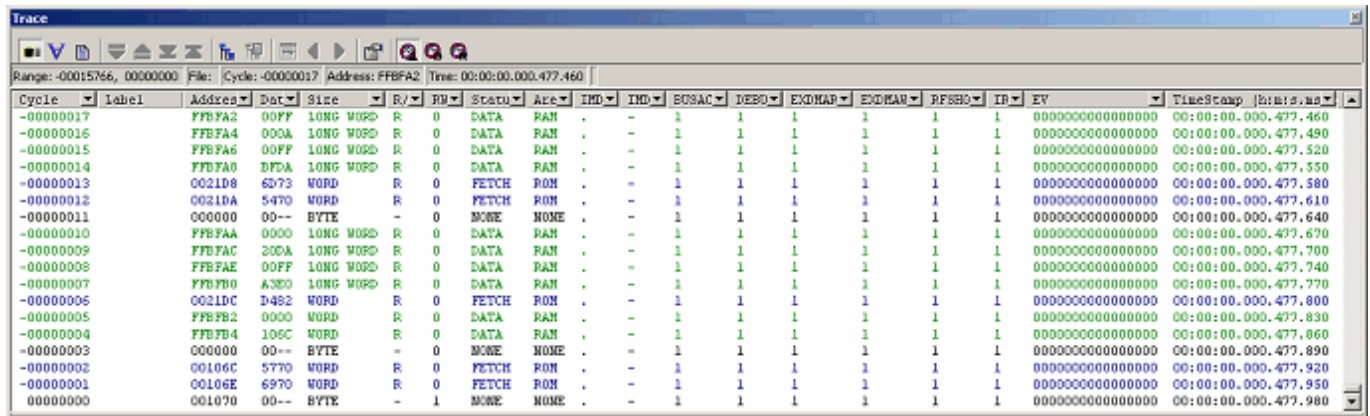 Trace
Range: -00015766, 00000000 File: Cycle: -00000017 Address: FFBFA2 Time: 00:00:00.000.477.460
Cycle Label Addres Dat Size R/ RW Statu Are IMD IMD BUSAC DEBU EXDMAR EXDMAW RFSHO IR EV TimeStamp (h:m:s.ms
-00000017 FFBFA2 00FF LONG WORD R 0 DATA RAM . - 1 1 1 1 1 1 0000000000000000 00:00:00.000.477.460
-00000016 FFBFA4 000A LONG WORD R 0 DATA RAM . - 1 1 1 1 1 1 0000000000000000 00:00:00.000.477.490
-00000015 FFBFA6 00FF LONG WORD R 0 DATA RAM . - 1 1 1 1 1 1 0000000000000000 00:00:00.000.477.520
-00000014 FFBFA8 BFDA LONG WORD R 0 DATA RAM . - 1 1 1 1 1 1 0000000000000000 00:00:00.000.477.550
-00000013 0021D8 6D73 WORD R 0 FETCH ROM . - 1 1 1 1 1 1 0000000000000000 00:00:00.000.477.580
-00000012 0021DA 5470 WORD R 0 FETCH ROM . - 1 1 1 1 1 1 0000000000000000 00:00:00.000.477.610
-00000011 000000 00-- BYTE - 0 NONE NONE . - 1 1 1 1 1 1 0000000000000000 00:00:00.000.477.640
-00000010 FFBFAA 0000 LONG WORD R 0 DATA RAM . - 1 1 1 1 1 1 0000000000000000 00:00:00.000.477.670
-00000009 FFBFAC 20DA LONG WORD R 0 DATA RAM . - 1 1 1 1 1 1 0000000000000000 00:00:00.000.477.700
-00000008 FFBFAE 00FF LONG WORD R 0 DATA RAM . - 1 1 1 1 1 1 0000000000000000 00:00:00.000.477.740
-00000007 FFBFB0 A3E0 LONG WORD R 0 DATA RAM . - 1 1 1 1 1 1 0000000000000000 00:00:00.000.477.770
-00000006 0021DC D482 WORD R 0 FETCH ROM . - 1 1 1 1 1 1 0000000000000000 00:00:00.000.477.800
-00000005 FFBFB2 0000 WORD R 0 DATA RAM . - 1 1 1 1 1 1 0000000000000000 00:00:00.000.477.830
-00000004 FFBFB4 106C WORD R 0 DATA RAM . - 1 1 1 1 1 1 0000000000000000 00:00:00.000.477.860
-00000003 000000 00-- BYTE - 0 NONE NONE . - 1 1 1 1 1 1 0000000000000000 00:00:00.000.477.890
-00000002 00106C 5770 WORD R 0 FETCH ROM . - 1 1 1 1 1 1 0000000000000000 00:00:00.000.477.920
-00000001 00106E 6970 WORD R 0 FETCH ROM . - 1 1 1 1 1 1 0000000000000000 00:00:00.000.477.950
00000000 001070 00-- BYTE - 1 NONE NONE . - 1 1 1 1 1 1 0000000000000000 00:00:00.000.477.980